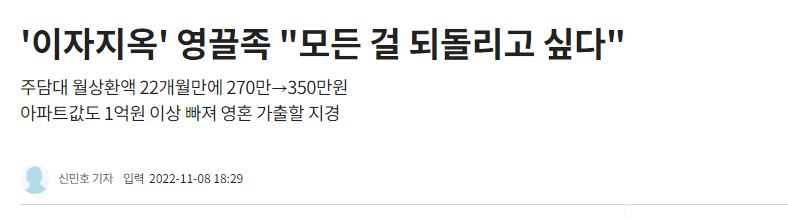 '이자지옥' 영끌족 "모든 걸 되돌리고 싶다"
주담대 월상환액 22개월만에 270만→350만원
아파트값도 1억원 이상 빠져 영혼 가출할 지경
신민호 기자 입력 2022-11-08 18:29